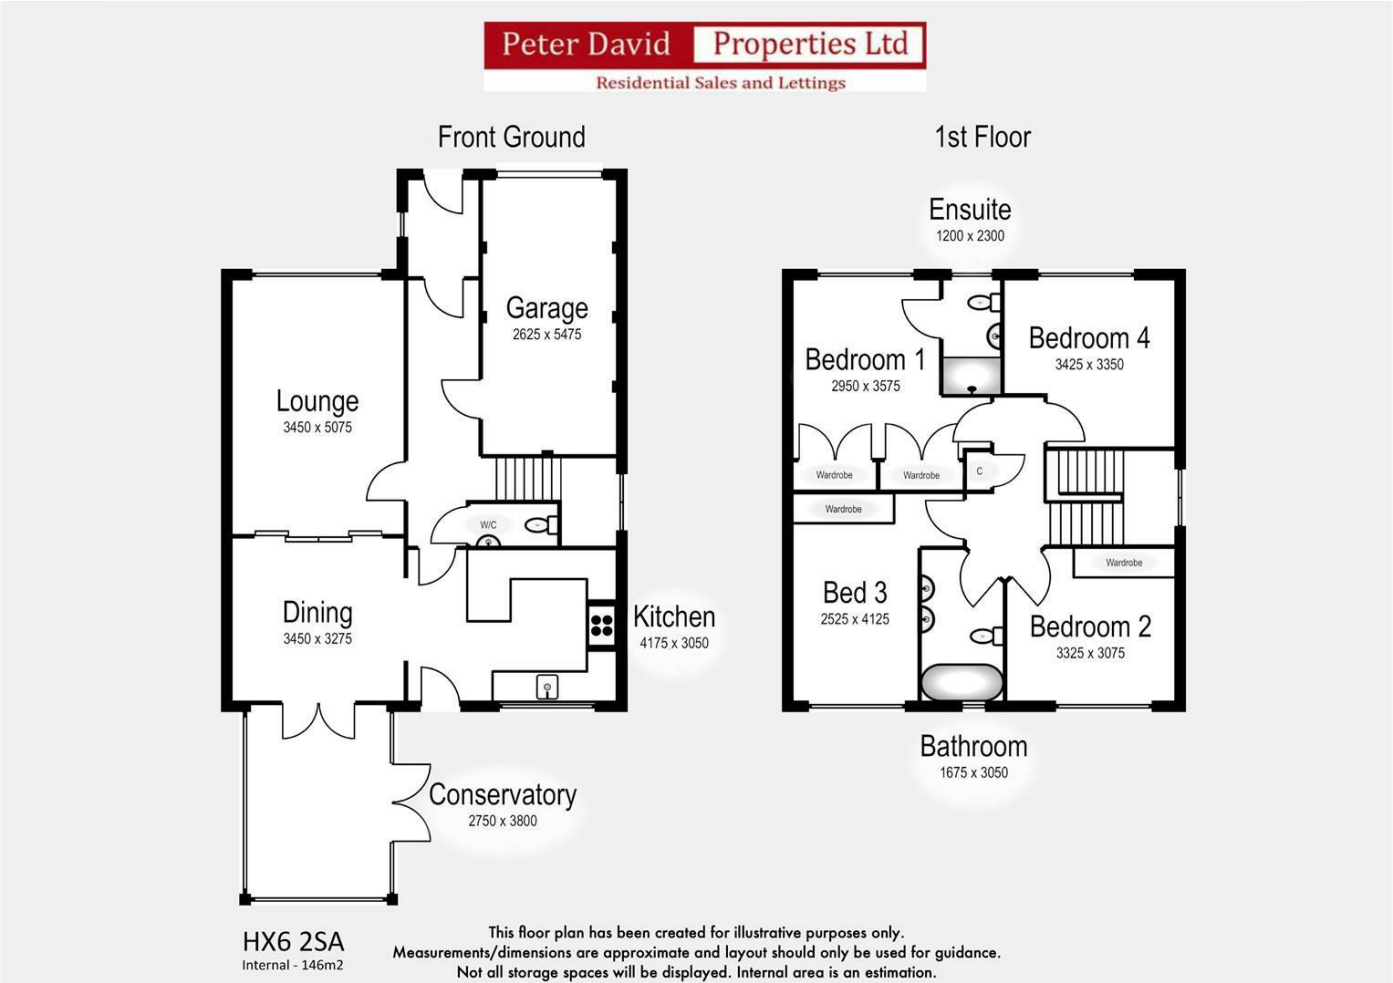 Peter David Properties Ltd
Residential Sales and Lettings
Front Ground
1st Floor
Ensuite
1200 x 2300
Garage
2625 x 5475
Lounge
3450 x 5075
Bedroom 1
2950 x 3575
Bedroom 4
3425 x 3350
Wardrobe
Wardrobe
C
Wardrobe
W/C
Wardrobe
Dining
3450 x 3275
Kitchen
4175 x 3050
Bed 3
2525 x 4125
Bedroom 2
3325 x 3075
Bathroom
1675 x 3050
Conservatory
2750 x 3800
HX6 2SA
Internal - 146m2
This floor plan has been created for illustrative purposes only.
Measurements/dimensions are approximate and layout should only be used for guidance.
Not all storage spaces will be displayed. Internal area is an estimation.